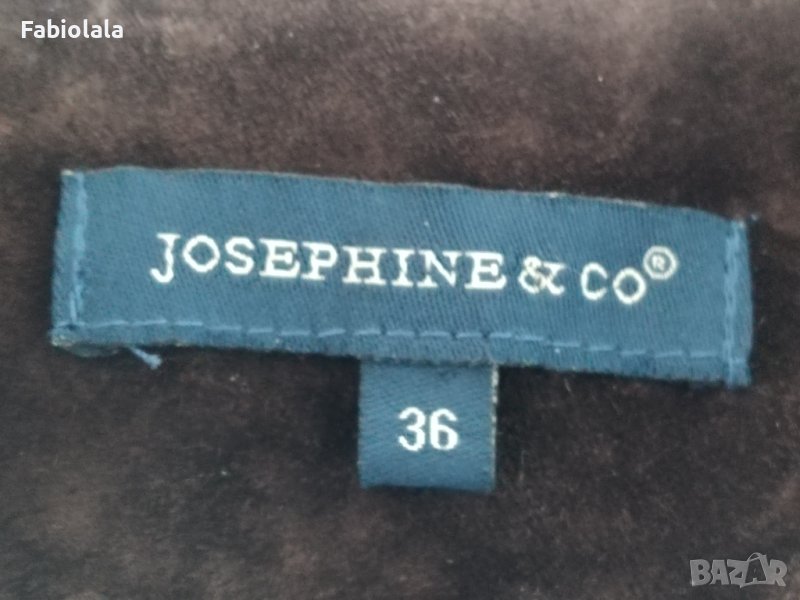 Fabiolala
JOSEPHINE & CO®
36
BAZAR